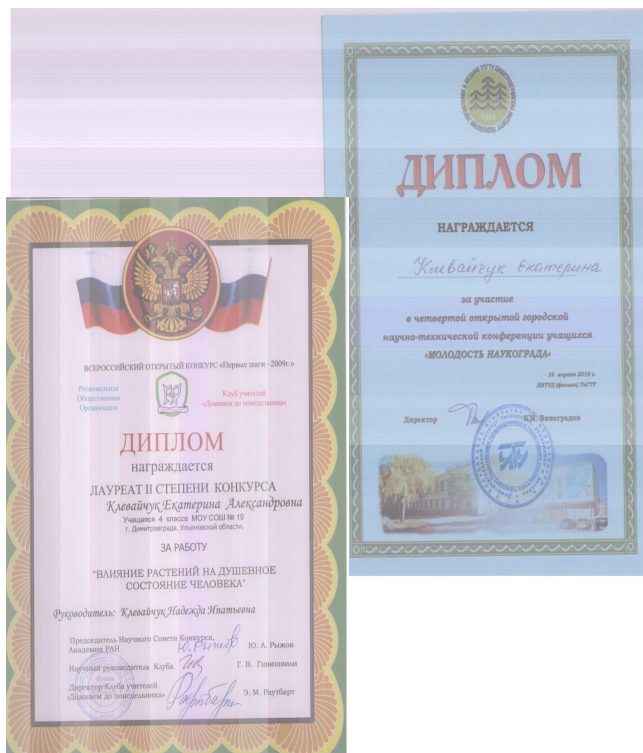 ДИПЛОМ
НАГРАЖДАЕТСЯ
Клевайчук Екатерина
за участие
в четвертой открытой городской
научно-технической конференции учащихся
«МОЛОДОСТЬ НАУКОГРАДА»
Директор
Виноградов
ВСЕРОССИЙСКИЙ ОТКРЫТЫЙ КОНКУРС «Первые шаги –2009г.»
Региональная
Общественная
Организация
Клуб учителей
«Доживем до понедельника»
ДИПЛОМ
награждается
ЛАУРЕАТ II СТЕПЕНИ КОНКУРСА
Клевайчук Екатерина Александровна
Учащаяся 4 класса МОУ СОШ № 19
г. Димитровграда. Ульяновской области.
ЗА РАБОТУ
"ВЛИЯНИЕ РАСТЕНИЙ НА ДУШЕВНОЕ
СОСТОЯНИЕ ЧЕЛОВЕКА"
Руководитель: Клевайчук Надежда Ипатьевна
Председатель Научного Совета Конкурса,
Академик РАН Ю. А. Рыжов
Научный руководитель Клуба Г. В. Гивишвили
Директор Клуба учителей
«Доживем до понедельника» Э. М. Раутбарт